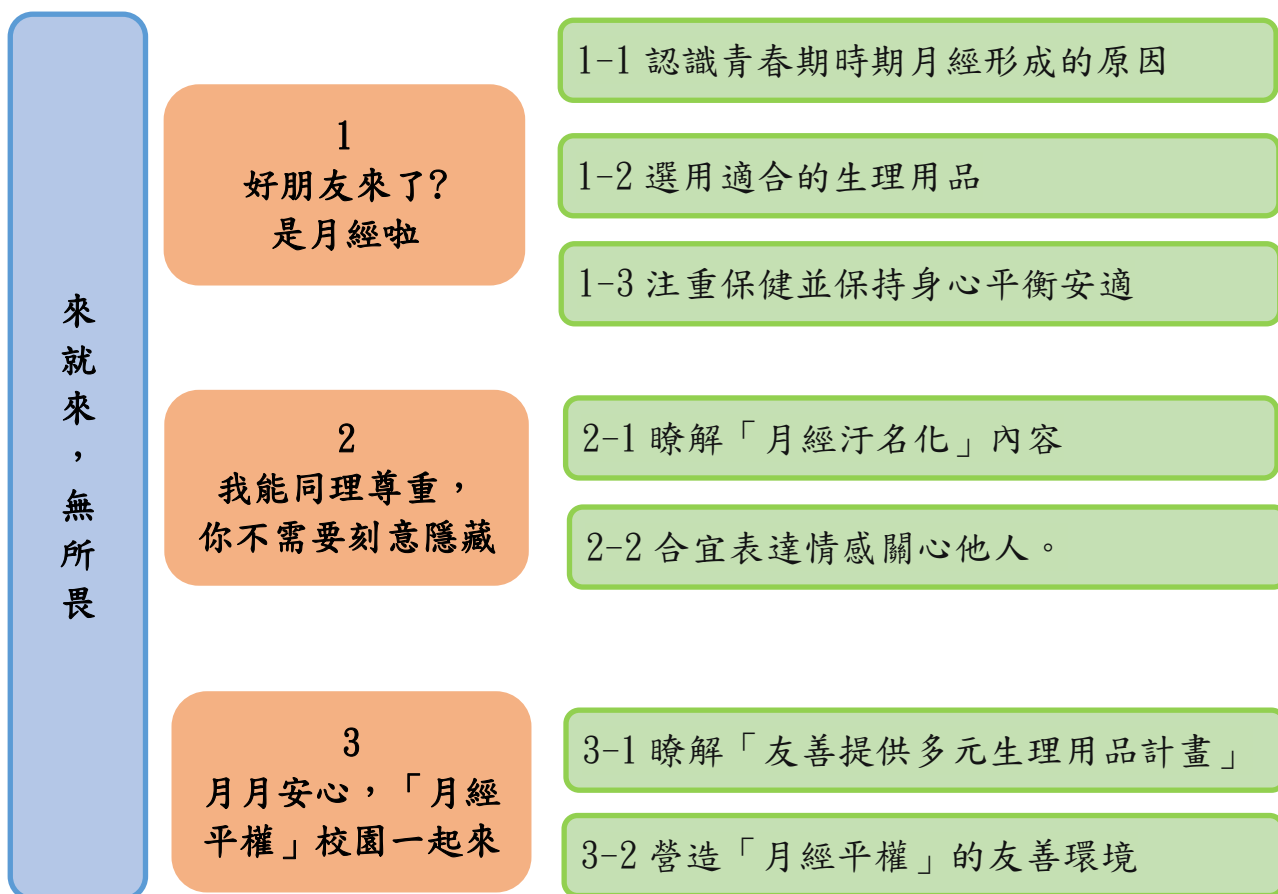 來就來，無所畏
1
好朋友來了?
是月經啦
1-1 認識青春期時期月經形成的原因
1-2 選用適合的生理用品
1-3 注重保健並保持身心平衡安適
2
我能同理尊重，
你不需要刻意隱藏
2-1 瞭解「月經汙名化」內容
2-2 合宜表達情感關心他人。
3
月月安心，「月經
平權」校園一起來
3-1 瞭解「友善提供多元生理用品計畫」
3-2 營造「月經平權」的友善環境